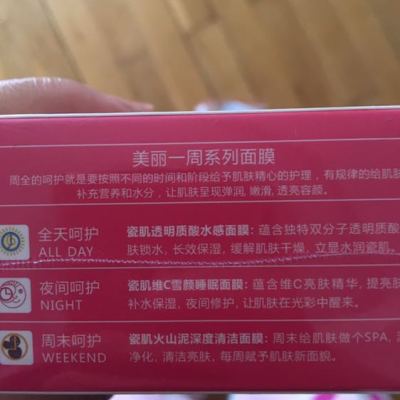 美丽一周系列面膜
周全的呵护就是要按照不同的时间和阶段给予肌肤精心的护理，有规律的给肌肤
补充营养和水分，让肌肤呈现弹润，嫩滑，透亮容颜。
全天呵护 瓷肌透明质酸水感面膜：蕴含独特双分子透明质酸
ALL DAY 肤锁水，长效保湿，缓解肌肤干燥，立显水润瓷肌。
夜间呵护 瓷肌维C雪颜睡眠面膜：蕴含维C亮肤精华，提亮
NIGHT 补水保湿，夜间修护，让肌肤在光彩中醒来。
周末呵护 瓷肌火山泥深度清洁面膜：周末给肌肤做个SPA，
WEEKEND 净化，清洁亮肤，每周赋予肌肤新面貌。